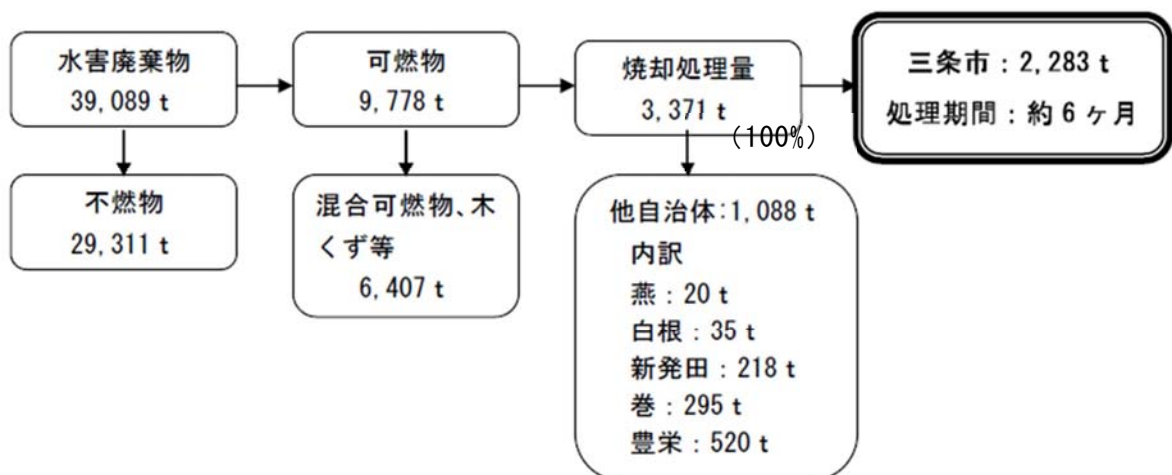 水害廃棄物
39,089 t
可燃物
9,778 t
焼却処理量
3,371 t
(100%)
三条市：2,283 t
処理期間：約6ヶ月
不燃物
29,311 t
混合可燃物、木
くず等
6,407 t
他自治体:1,088 t
内訳
燕：20 t
白根：35 t
新発田：218 t
巻：295 t
豊栄：520 t